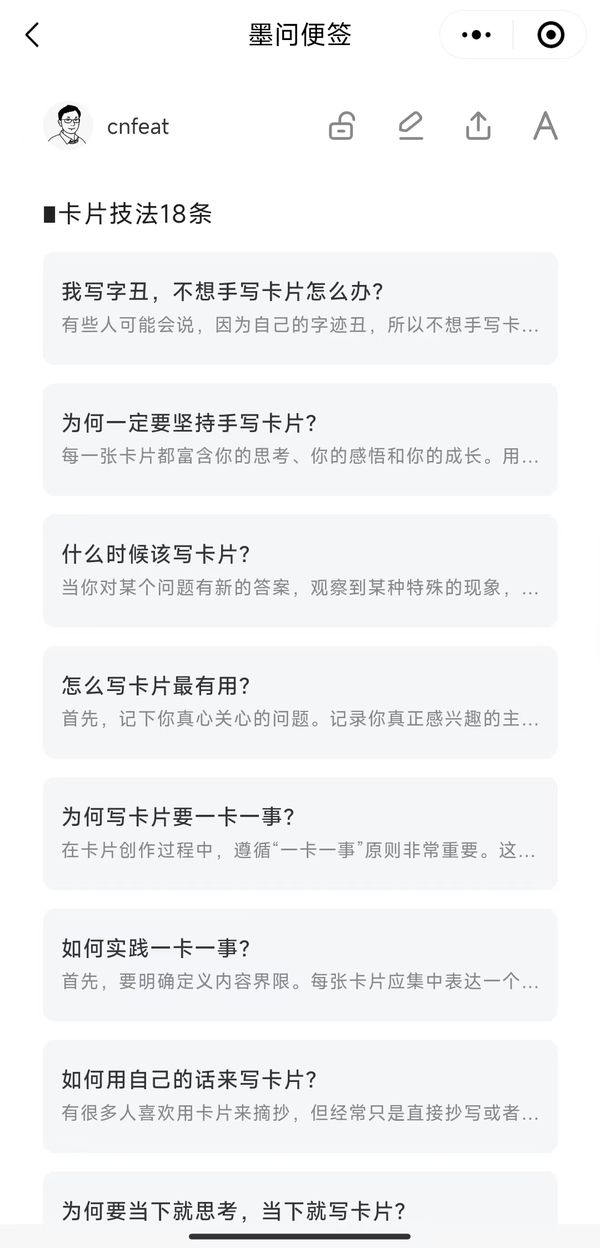 墨问便签
cnfeat
A
∎卡片技法18条
我写字丑，不想手写卡片怎么办？
有些人可能会说，因为自己的字迹丑，所以不想手写卡...
为何一定要坚持手写卡片？
每一张卡片都富含你的思考、你的感悟和你的成长。用...
什么时候该写卡片？
当你对某个问题有新的答案，观察到某种特殊的现象，...
怎么写卡片最有用？
首先，记下你真心关心的问题。记录你真正感兴趣的主...
为何写卡片要一卡一事？
在卡片创作过程中，遵循“一卡一事”原则非常重要。这...
如何实践一卡一事？
首先，要明确定义内容界限。每张卡片应集中表达一个...
如何用自己的话来写卡片？
有很多人喜欢用卡片来摘抄，但经常只是直接抄写或者...
为何要当下就思考，当下就写卡片？